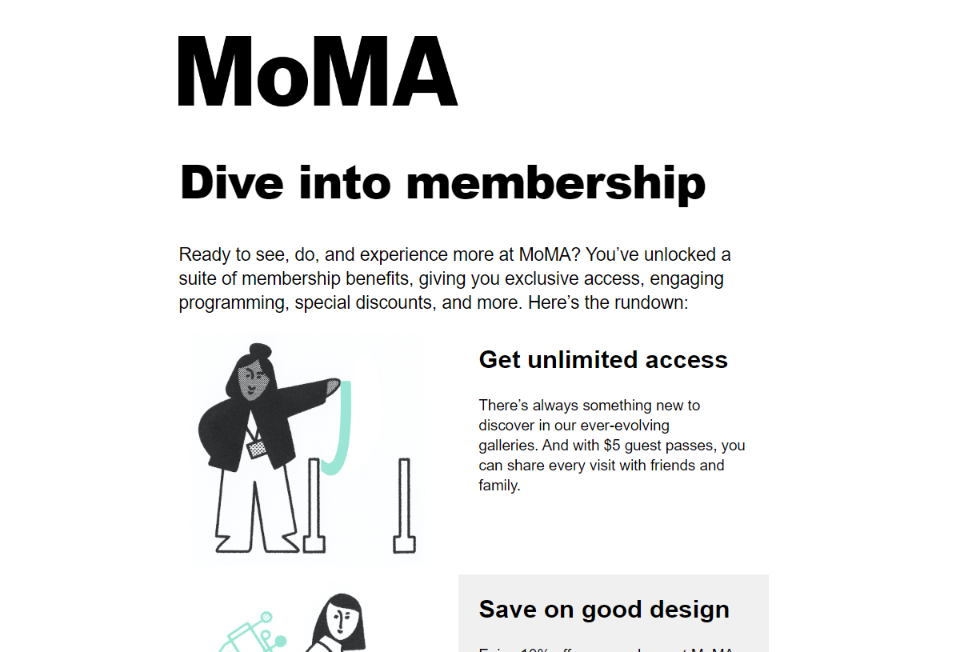 MoMA
Dive into membership
Ready to see, do, and experience more at MoMA? You’ve unlocked a
suite of membership benefits, giving you exclusive access, engaging
programming, special discounts, and more. Here’s the rundown:
Get unlimited access
There’s always something new to
discover in our ever-evolving
galleries. And with $5 guest passes, you
can share every visit with friends and
family.
Save on good design